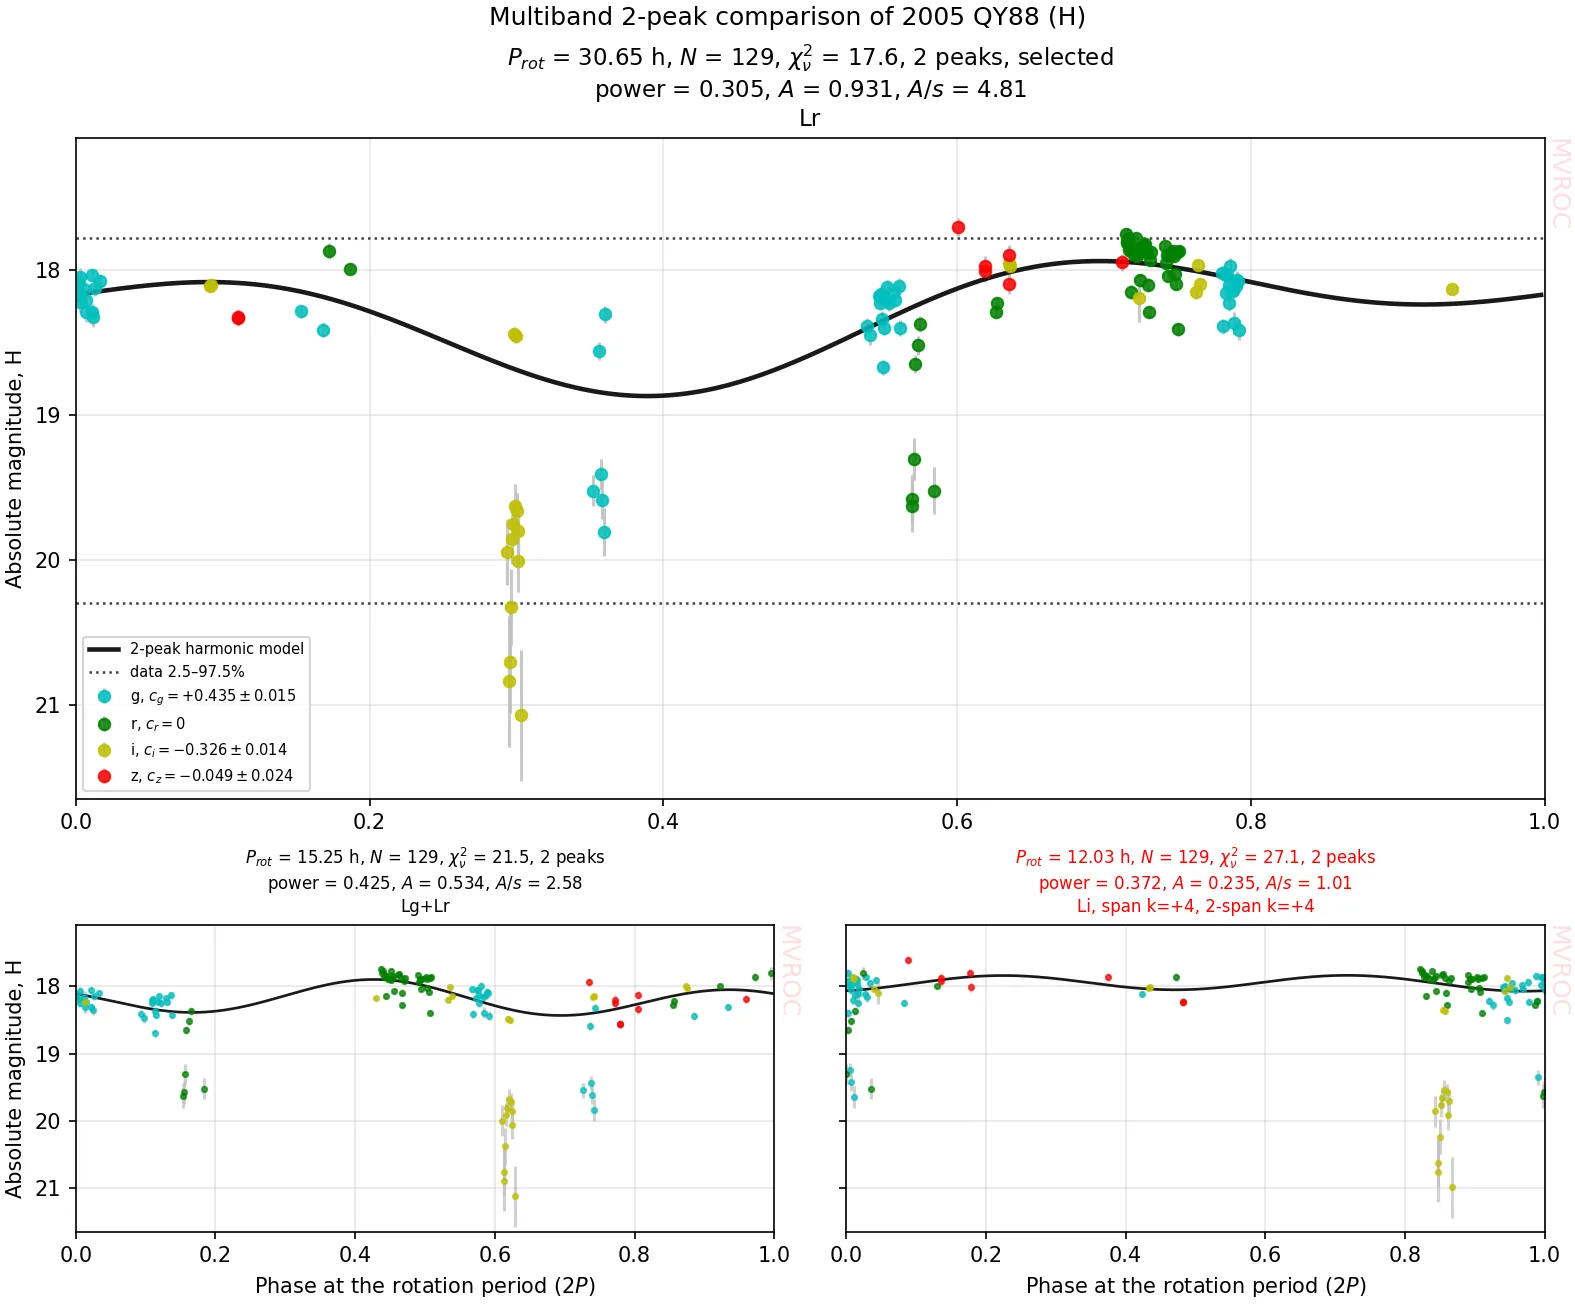 Multiband 2-peak comparison of 2005 QY88 (H)
P_rot = 30.65 h, N = 129, χ²_ν = 17.6, 2 peaks, selected
power = 0.305, A = 0.931, A/s = 4.81
Lr
MVROC
Absolute magnitude, H
18
19
20
21
2-peak harmonic model
data 2.5–97.5%
g, c_g = +0.435 ± 0.015
r, c_r = 0
i, c_i = −0.326 ± 0.014
z, c_z = −0.049 ± 0.024
0.0 0.2 0.4 0.6 0.8 1.0
P_rot = 15.25 h, N = 129, χ²_ν = 21.5, 2 peaks
power = 0.425, A = 0.534, A/s = 2.58
Lg+Lr
MVROC
Absolute magnitude, H
18
19
20
21
0.0 0.2 0.4 0.6 0.8 1.0
Phase at the rotation period (2P)
P_rot = 12.03 h, N = 129, χ²_ν = 27.1, 2 peaks
power = 0.372, A = 0.235, A/s = 1.01
Li, span k=+4, 2-span k=+4
MVROC
0.0 0.2 0.4 0.6 0.8 1.0
Phase at the rotation period (2P)